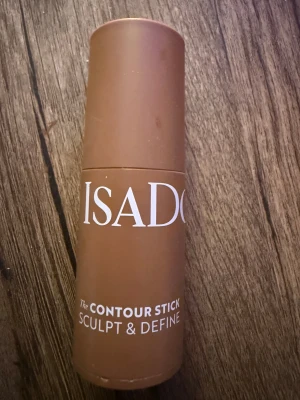 ISADO
The CONTOUR STICK
SCULPT & DEFINE